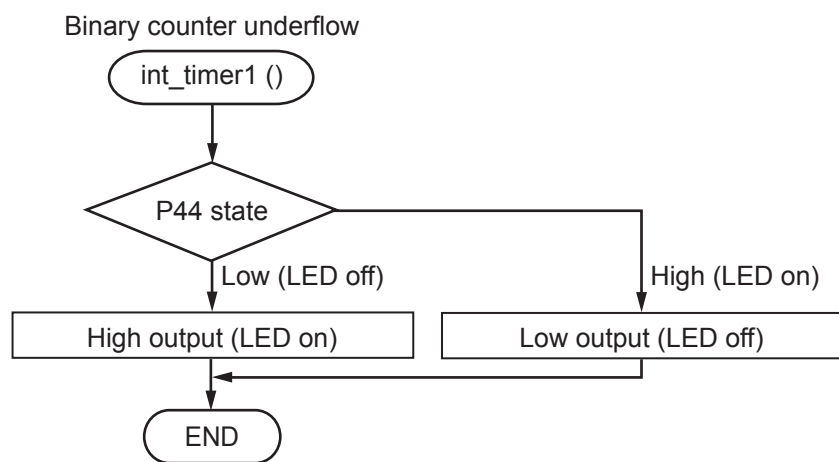 Binary counter underflow
int_timer1 ()
P44 state
Low (LED off)
High (LED on)
High output (LED on)
Low output (LED off)
END